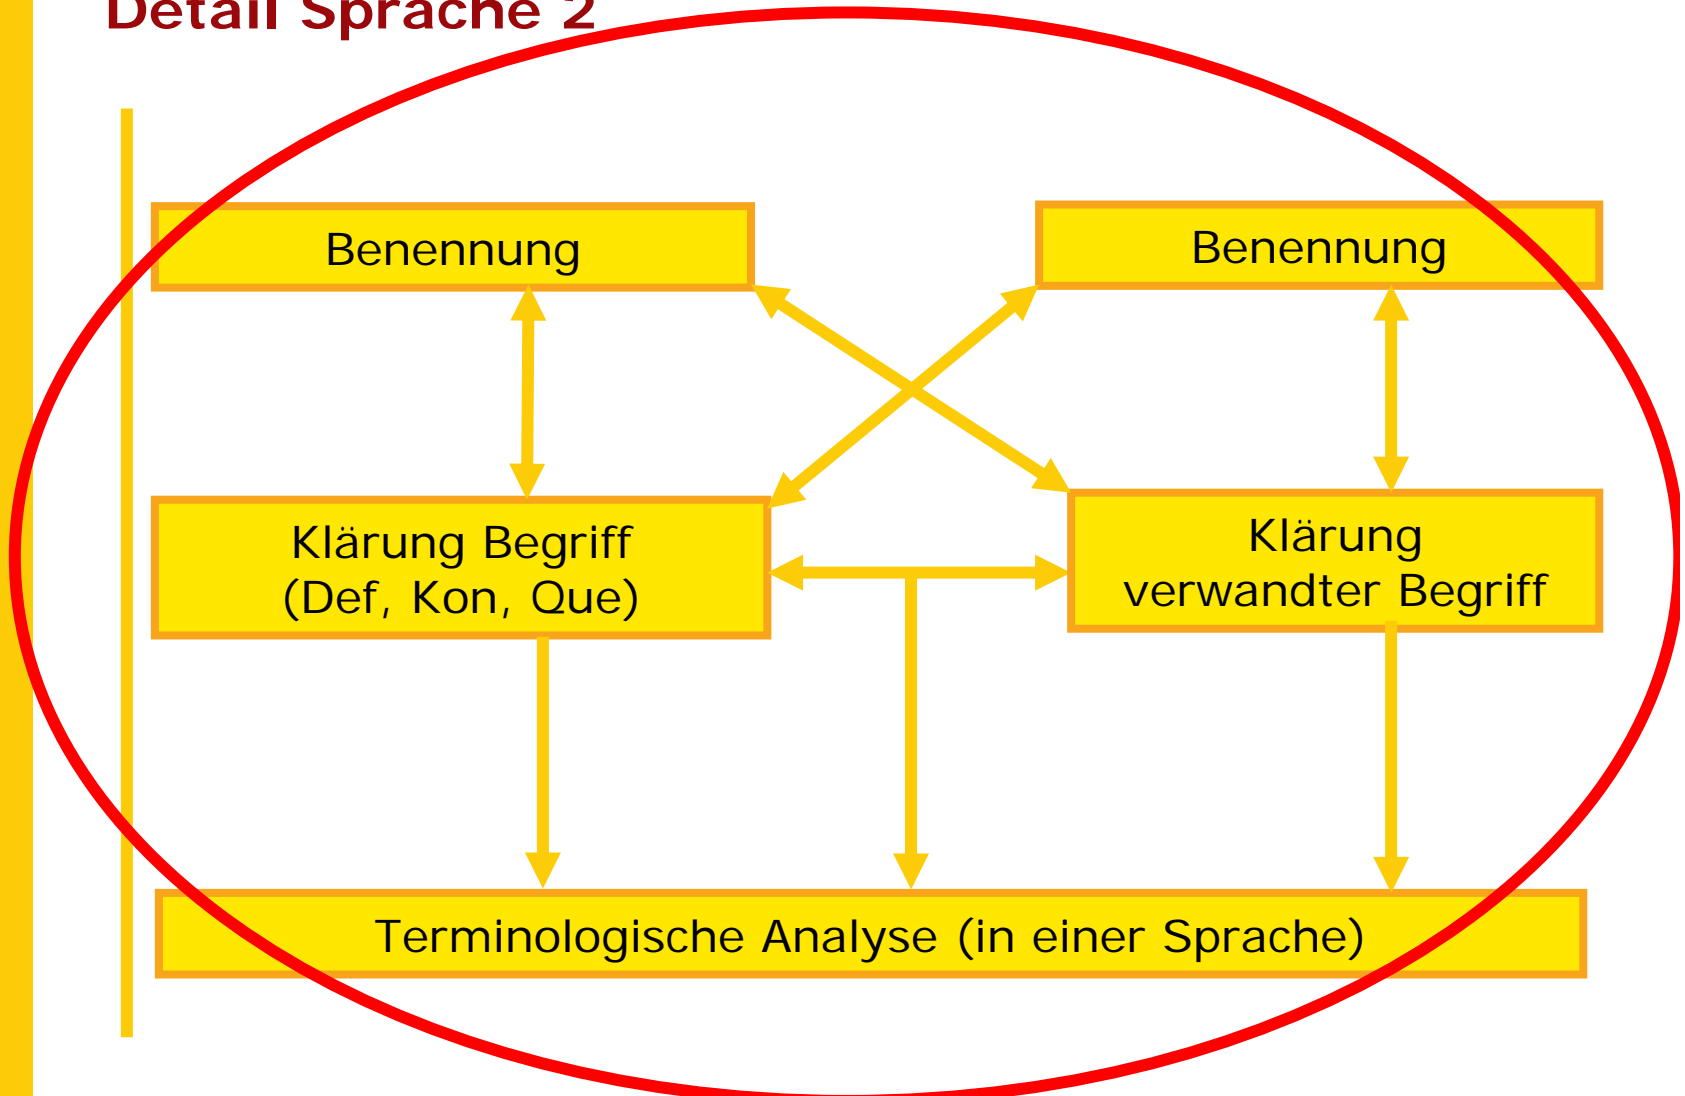 Detail Sprache 2
Benennung
Benennung
Klärung Begriff
(Def, Kon, Que)
Klärung
verwandter Begriff
Terminologische Analyse (in einer Sprache)